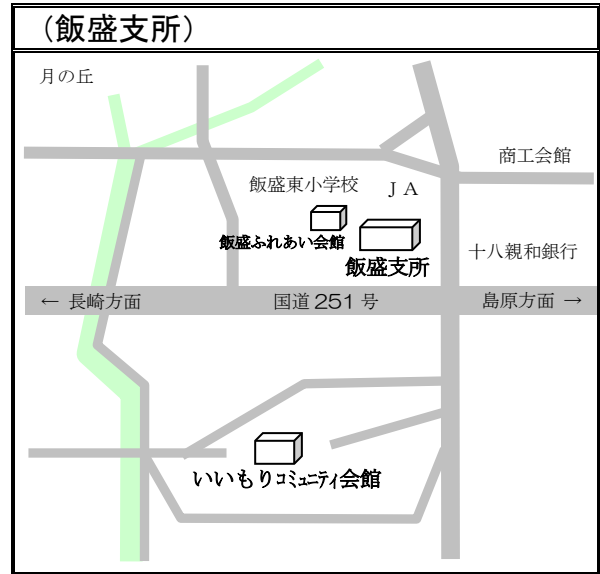 （飯盛支所）
月の丘
商工会館
飯盛東小学校
ＪＡ
飯盛ふれあい会館
飯盛支所
十八親和銀行
← 長崎方面
国道 251 号
島原方面 →
いいもりコミュニティ会館